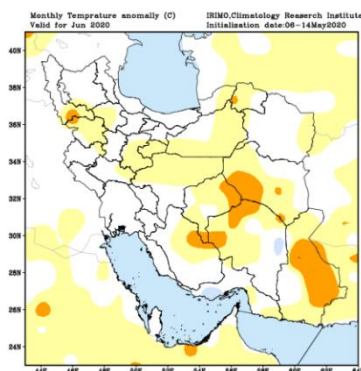 Monthly Temprature anomaly (C) IRIMO,Climatology Reaserch Institute
Valid for Jun 2020 Initialization date:06-14May2020
40N
38N
36N
34N
32N
30N
28N
26N
24N